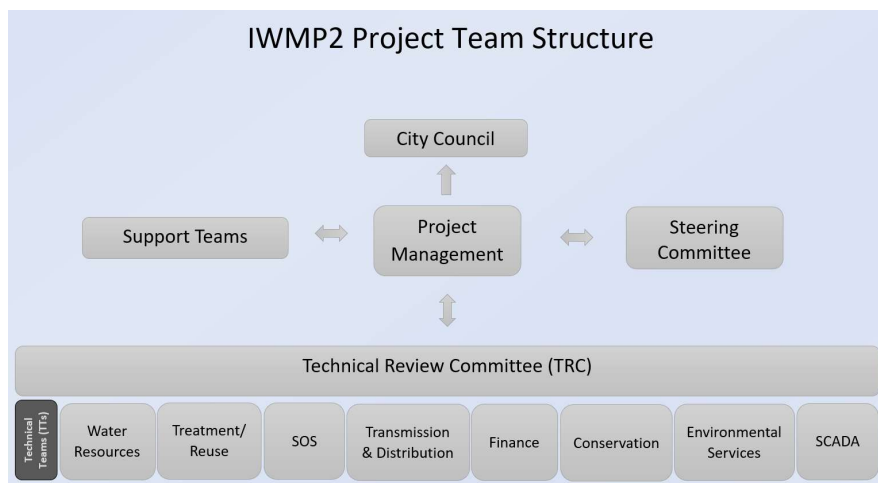 IWMP2 Project Team Structure
City Council
Support Teams
Project
Management
Steering
Committee
Technical Review Committee (TRC)
Technical
Teams (TTs)
Water
Resources
Treatment/
Reuse
SOS
Transmission
& Distribution
Finance
Conservation
Environmental
Services
SCADA